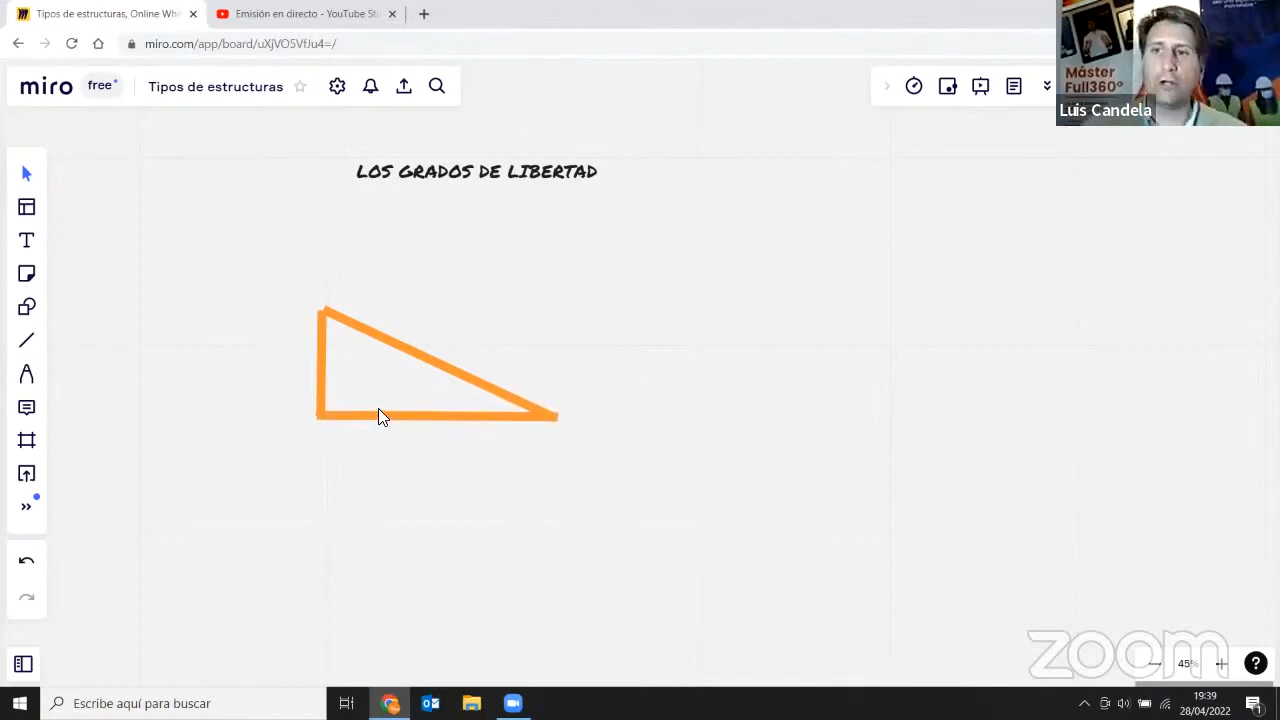 Tipos de estructuras, Online Wh
Emisión en directo - YouTube St
miro.com/app/board/uXjVO5VfJu4=/
miro
free
Tipos de estructuras
Máster
Full360º
Luis Candela
LOS GRADOS DE LIBERTAD
zoom
45%
Escribe aquí para buscar
19:39
28/04/2022